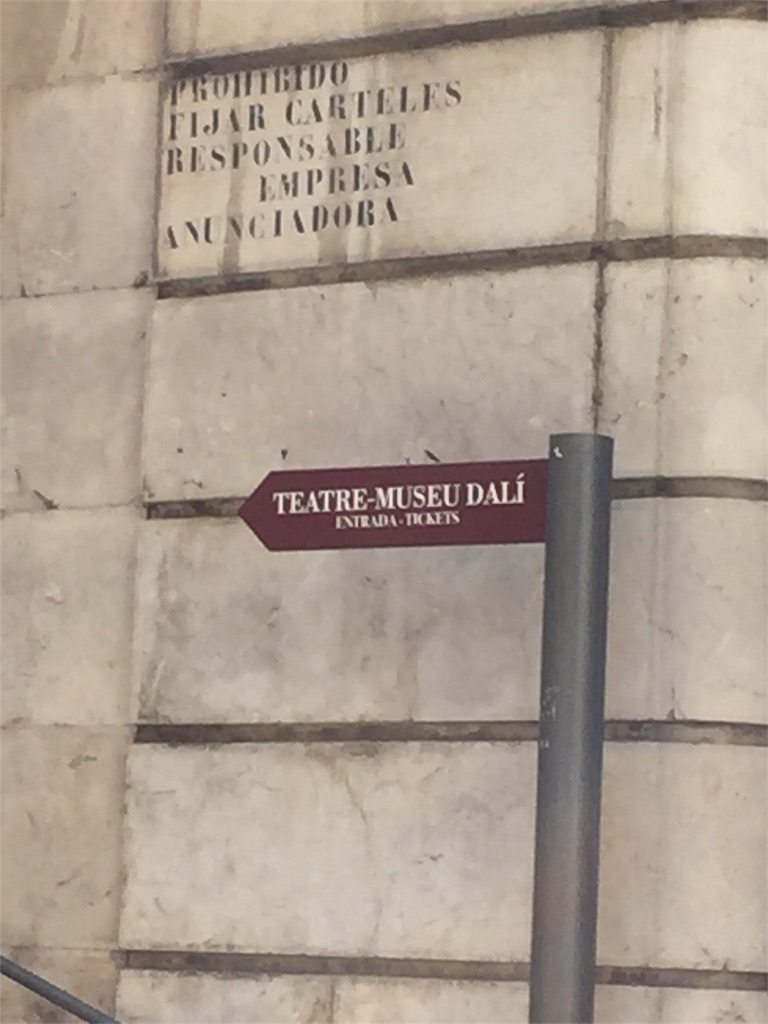 PROHIBIDO
FIJAR CARTELES
RESPONSABLE
EMPRESA
ANUNCIADORA
TEATRE-MUSEU DALÍ
ENTRADA - TICKETS